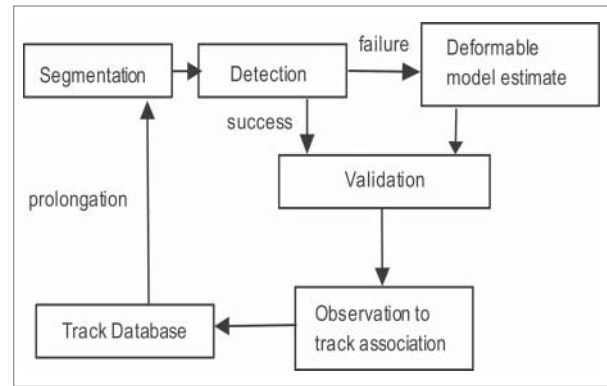 Segmentation
Detection
failure
Deformable
model estimate
success
Validation
prolongation
Track Database
Observation to
track association